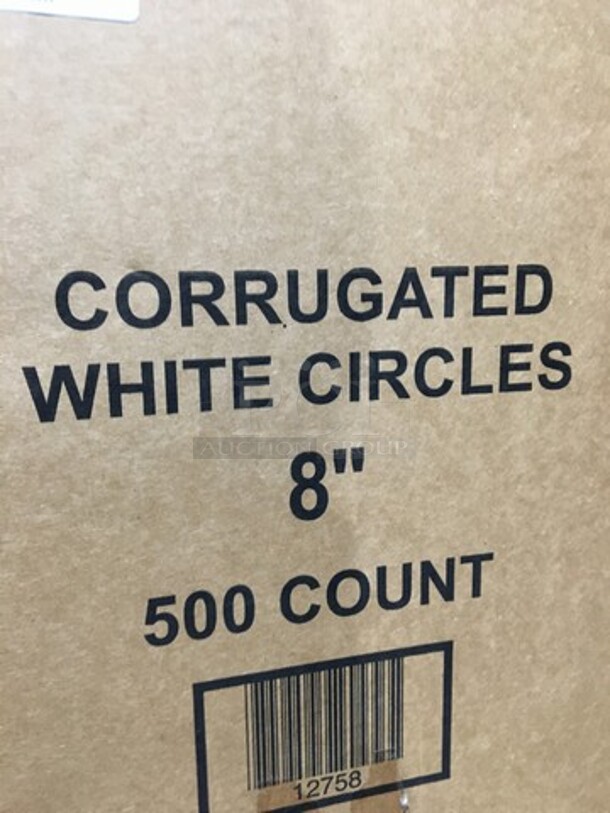 CORRUGATED
WHITE CIRCLES
AUCTION GROUP
8"
500 COUNT
12758